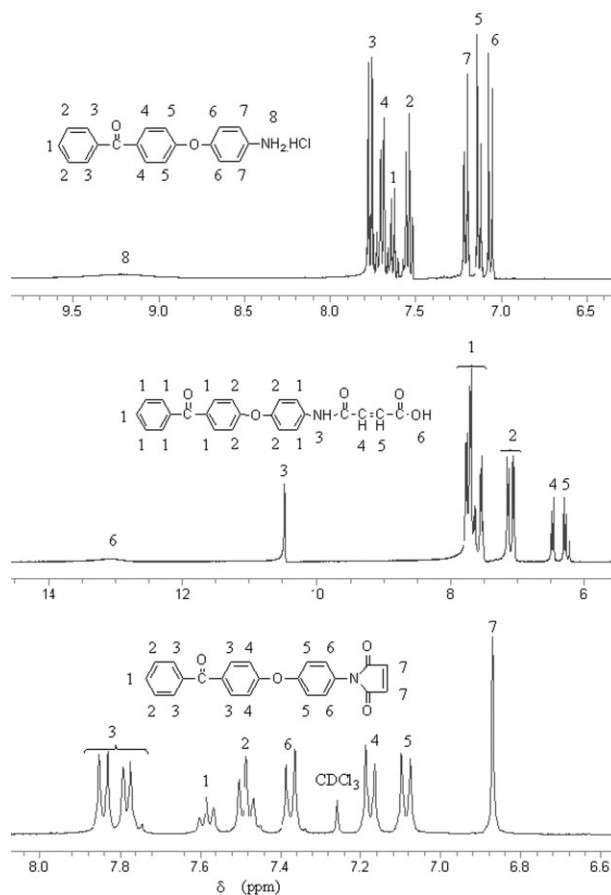 5
3 6
7
4 2
1
2 3 4 5 6 7
O 8
1 C O NH2.HCl
2 3 4 5 6 7
8
9.5 9.0 8.5 8.0 7.5 7.0 6.5
1
1 1 1 2 2 1 O O
1 C O NH C C C C OH
H H
1 1 1 2 2 1 3 4 5 6
3 2
4 5
6
14 12 10 8 6
7
2 3 3 4 5 6 O
O 7
1 C O N
7
2 3 3 4 5 6 O
3
2 6 4 5
1 CDCl3
8.0 7.8 7.6 7.4 7.2 7.0 6.8
δ (ppm)